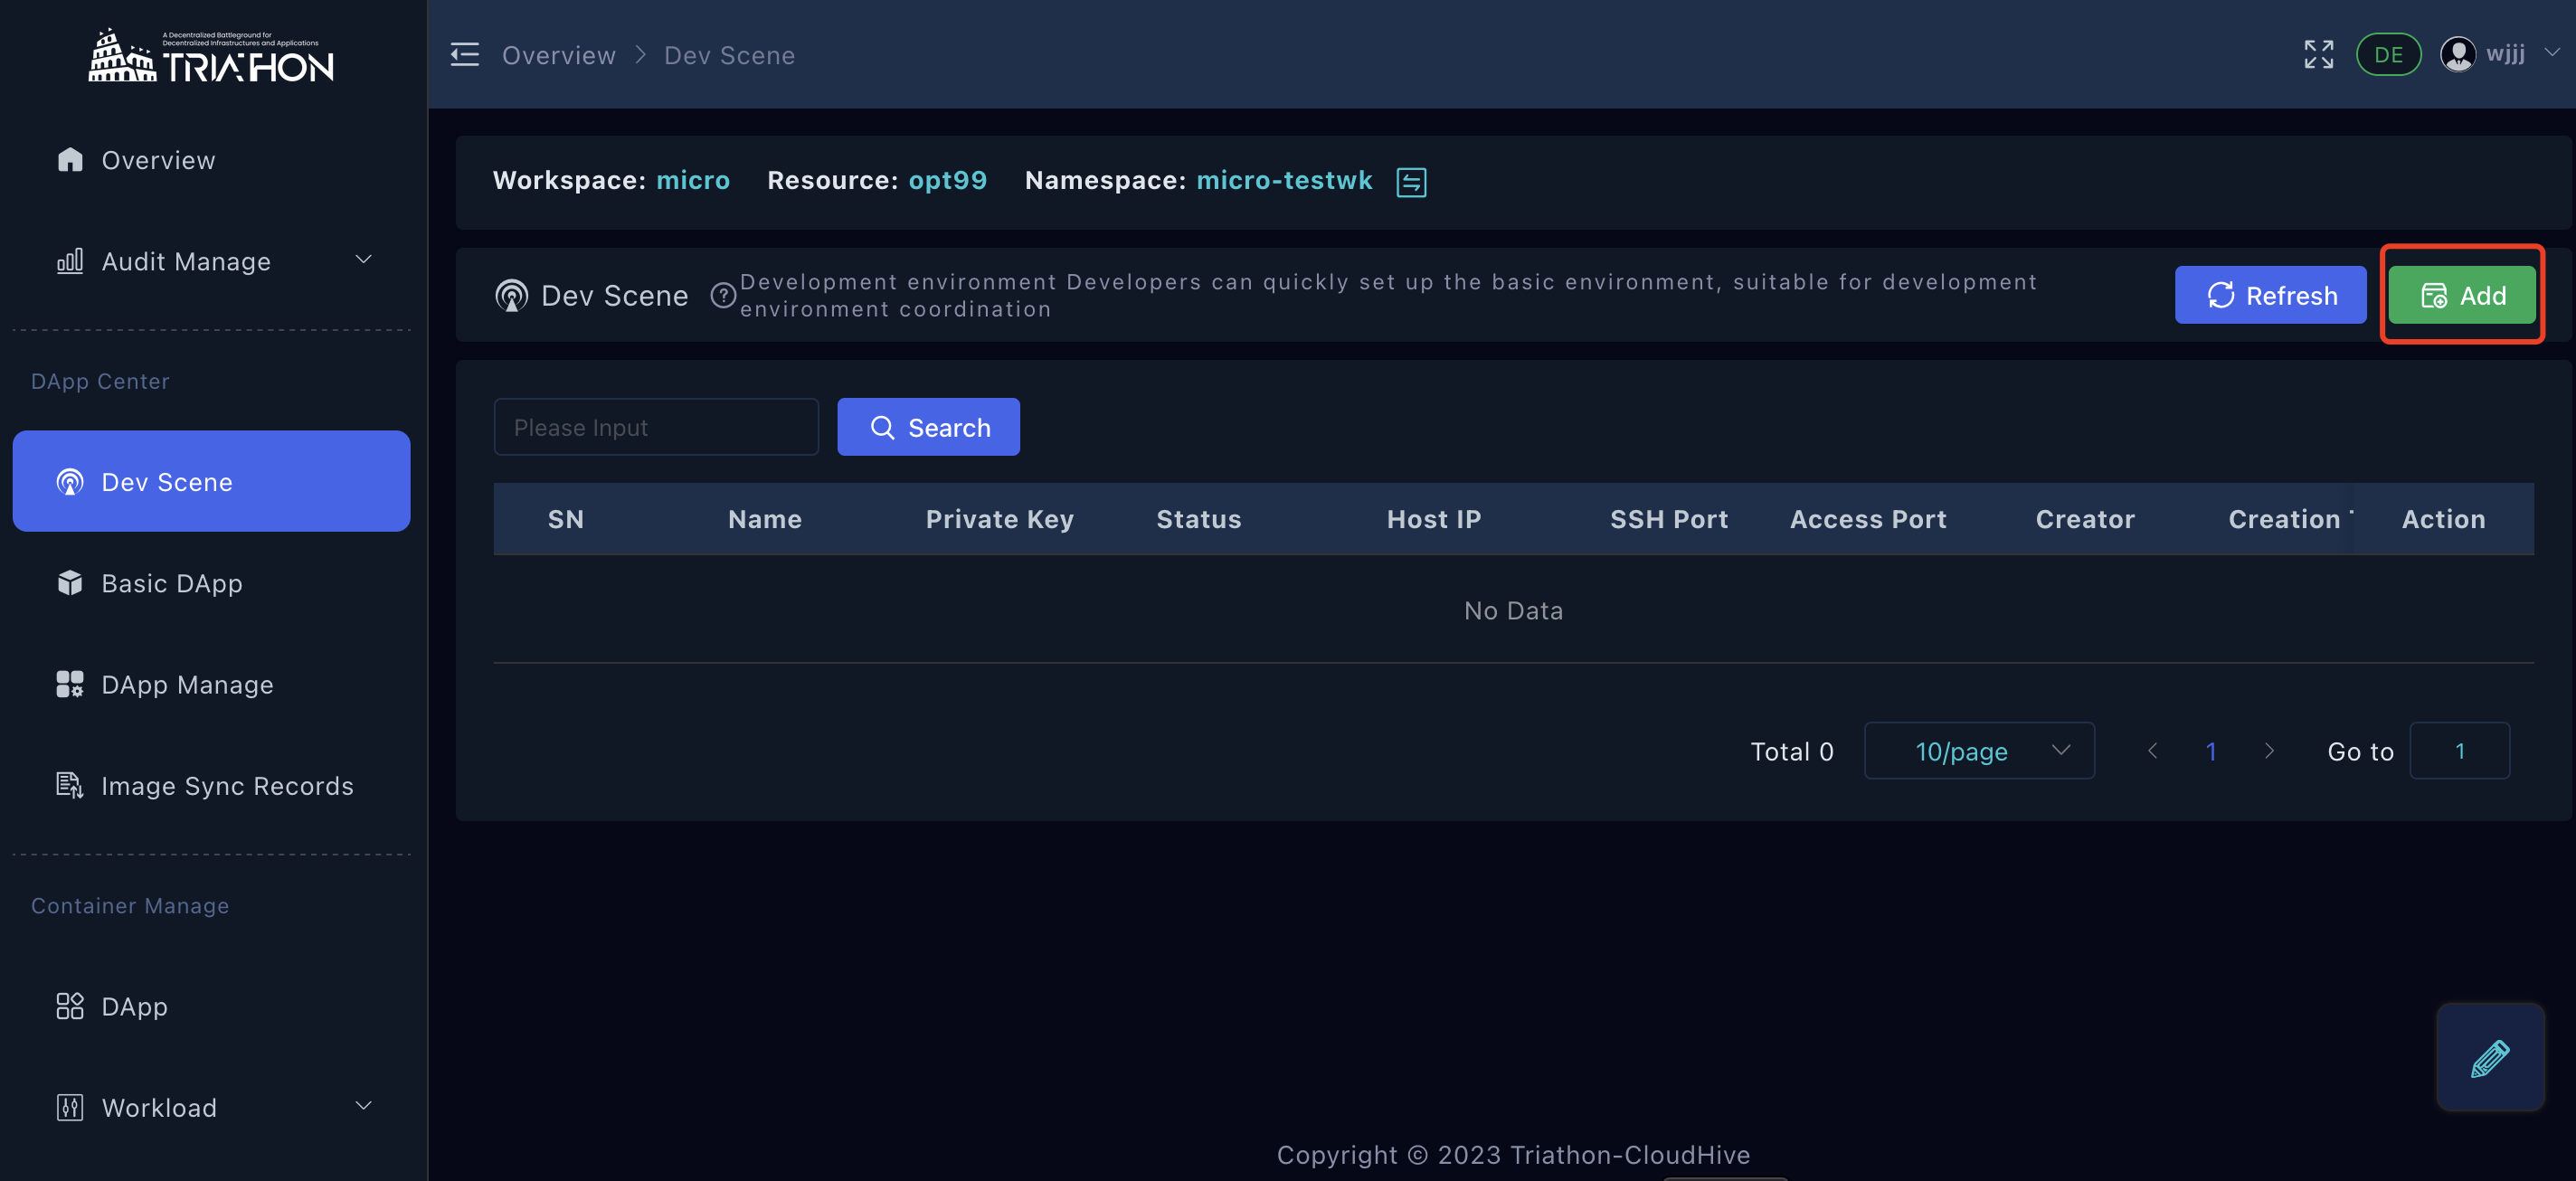 A Decentralized Battleground for
Decentralized Infrastructures and Applications
TRIATHON
Overview
Audit Manage
DApp Center
Dev Scene
Basic DApp
DApp Manage
Image Sync Records
Container Manage
DApp
Workload
Overview > Dev Scene
DE wjjj
Workspace: micro Resource: opt99 Namespace: micro-testwk
Dev Scene
Development environment Developers can quickly set up the basic environment, suitable for development
environment coordination
Refresh
Add
Please Input
Search
SN Name Private Key Status Host IP SSH Port Access Port Creator Creation Action
No Data
Total 0 10/page 1 Go to 1
Copyright © 2023 Triathon-CloudHive